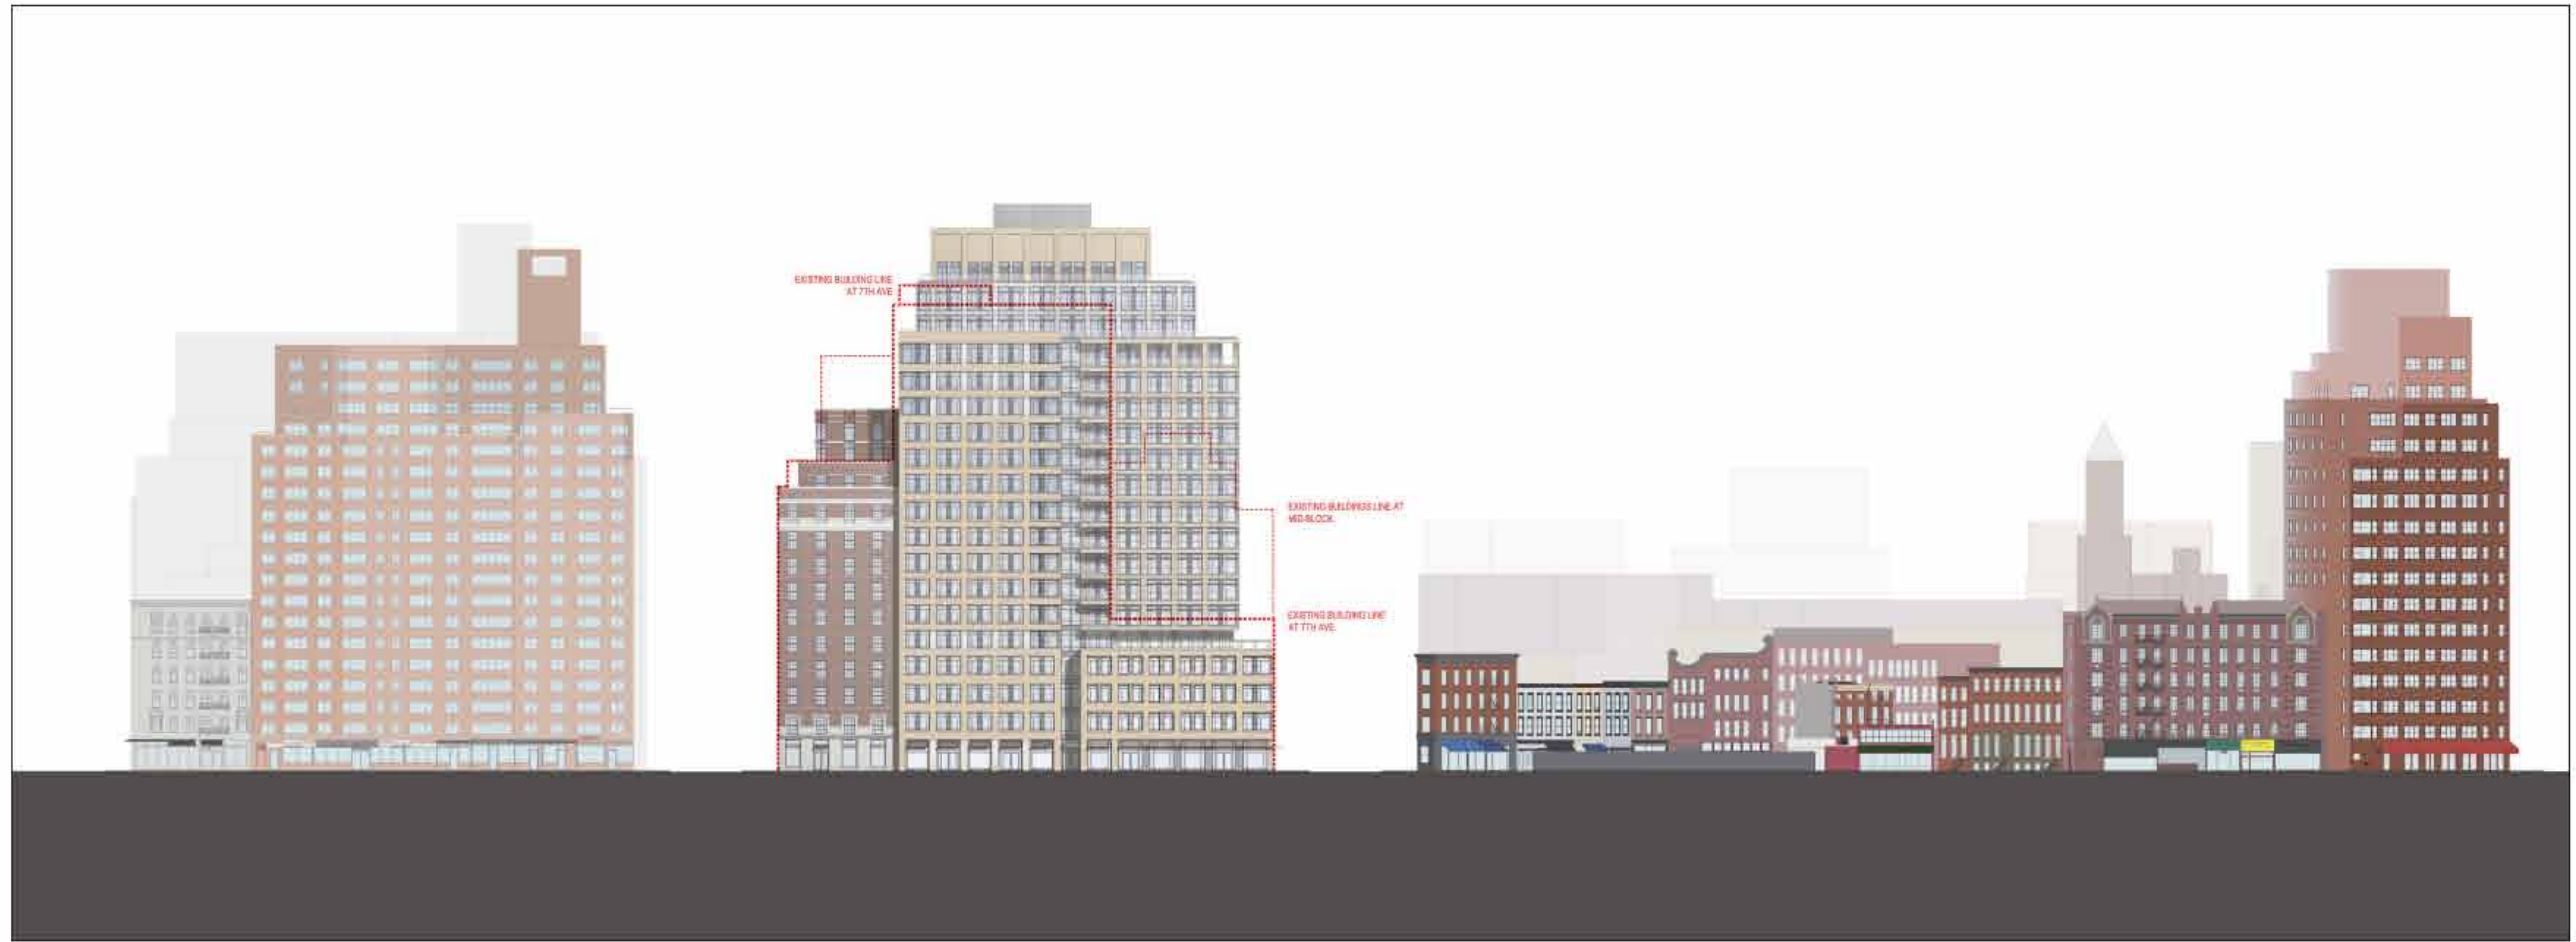 EXISTING BUILDING LINE
AT 7TH AVE
EXISTING BUILDINGS LINE AT
MID-BLOCK.
EXISTING BUILDING LINE
AT 7TH AVE.